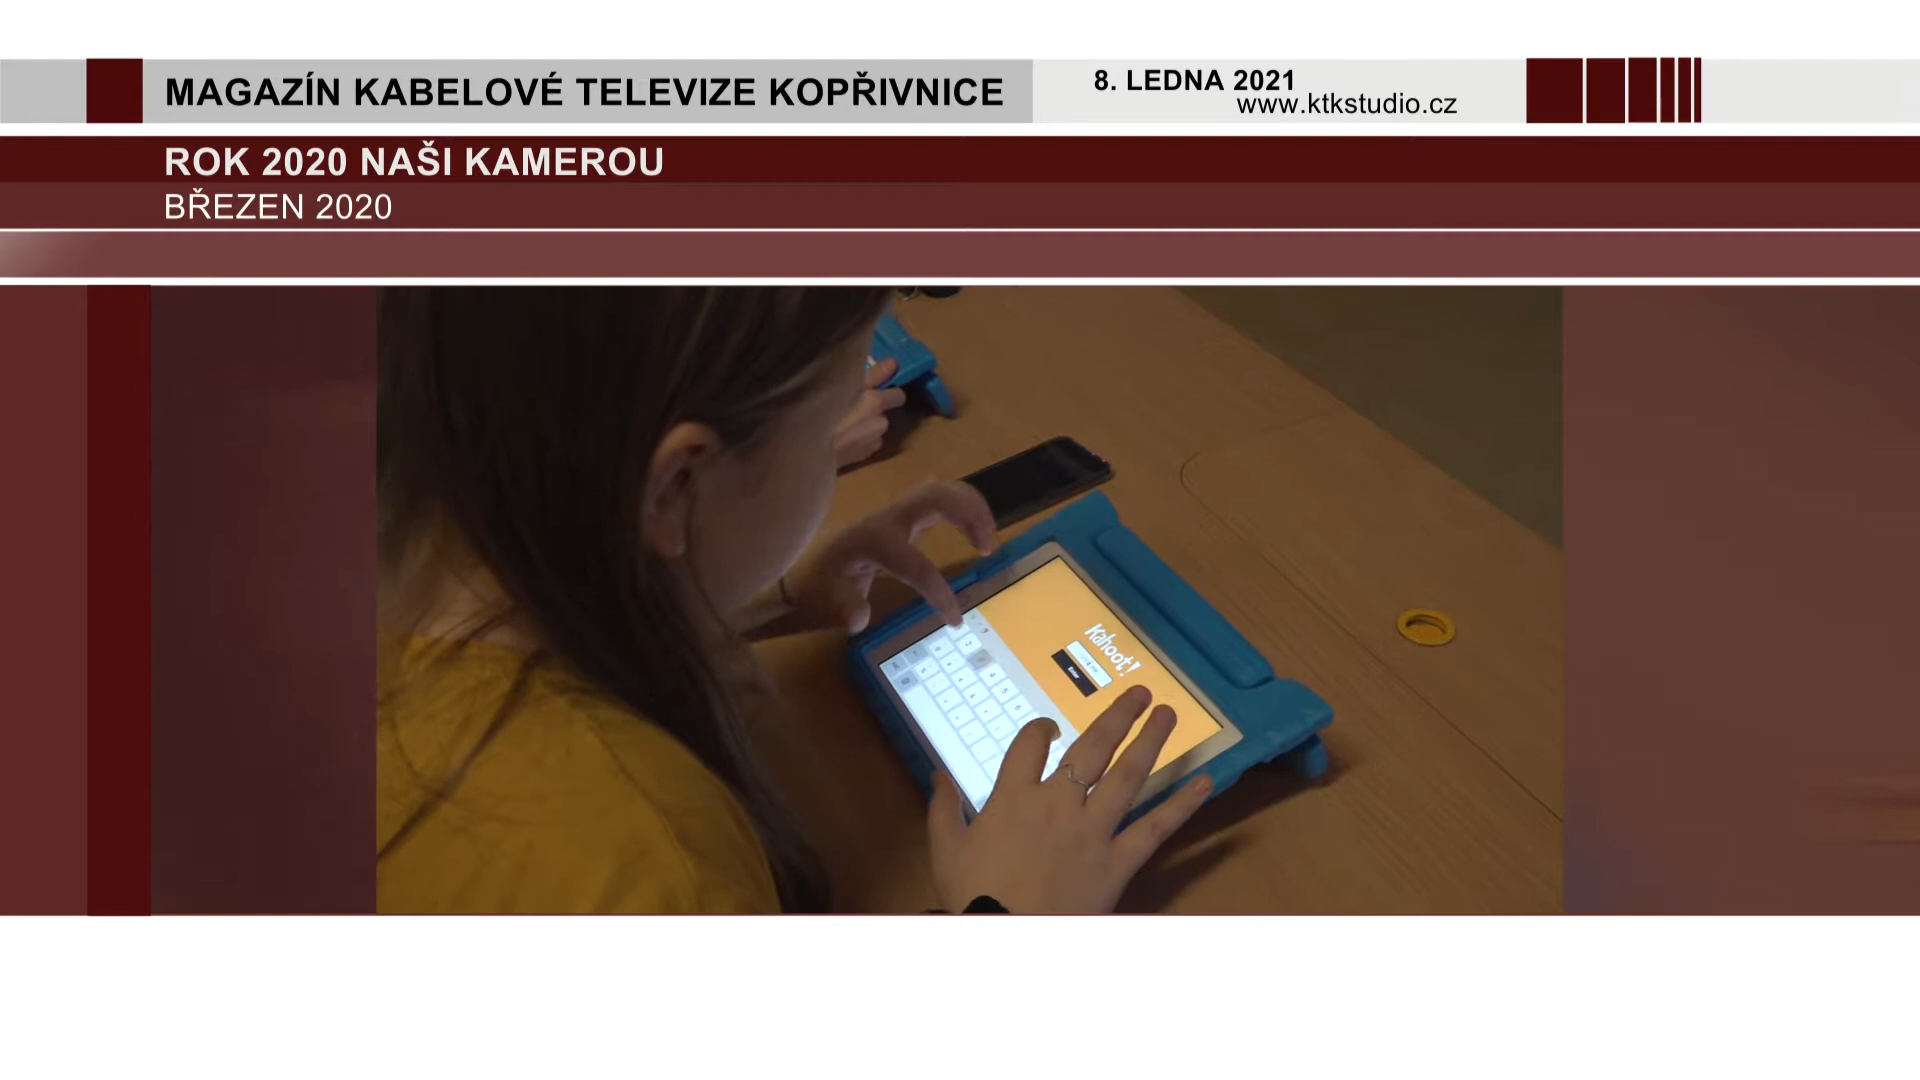 MAGAZÍN KABELOVÉ TELEVIZE KOPŘIVNICE
8. LEDNA 2021
www.ktkstudio.cz
ROK 2020 NAŠI KAMEROU
BŘEZEN 2020
Kahoot!